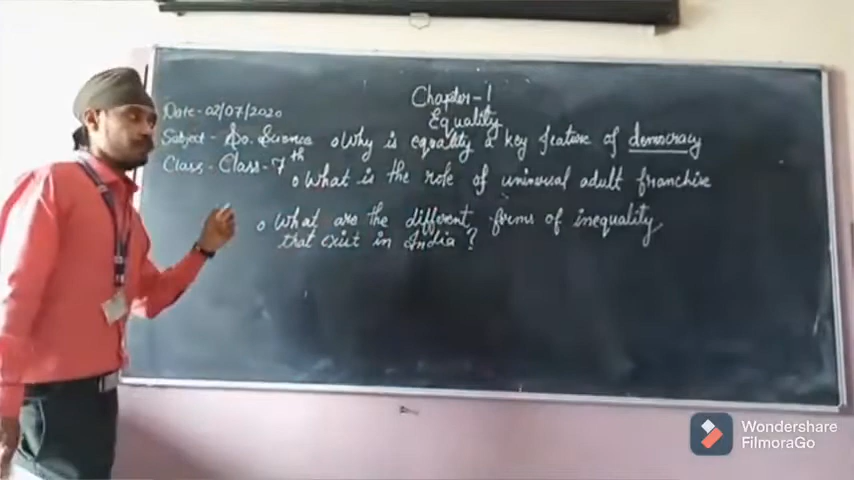 Chapter-1
Equality
Date-02/07/2020
Subject - So. Science
Class - Class-7th
o Why is equality a key feature of democracy
o What is the role of universal adult franchise
o What are the different forms of inequality
that exist in India?
Wondershare
FilmoraGo